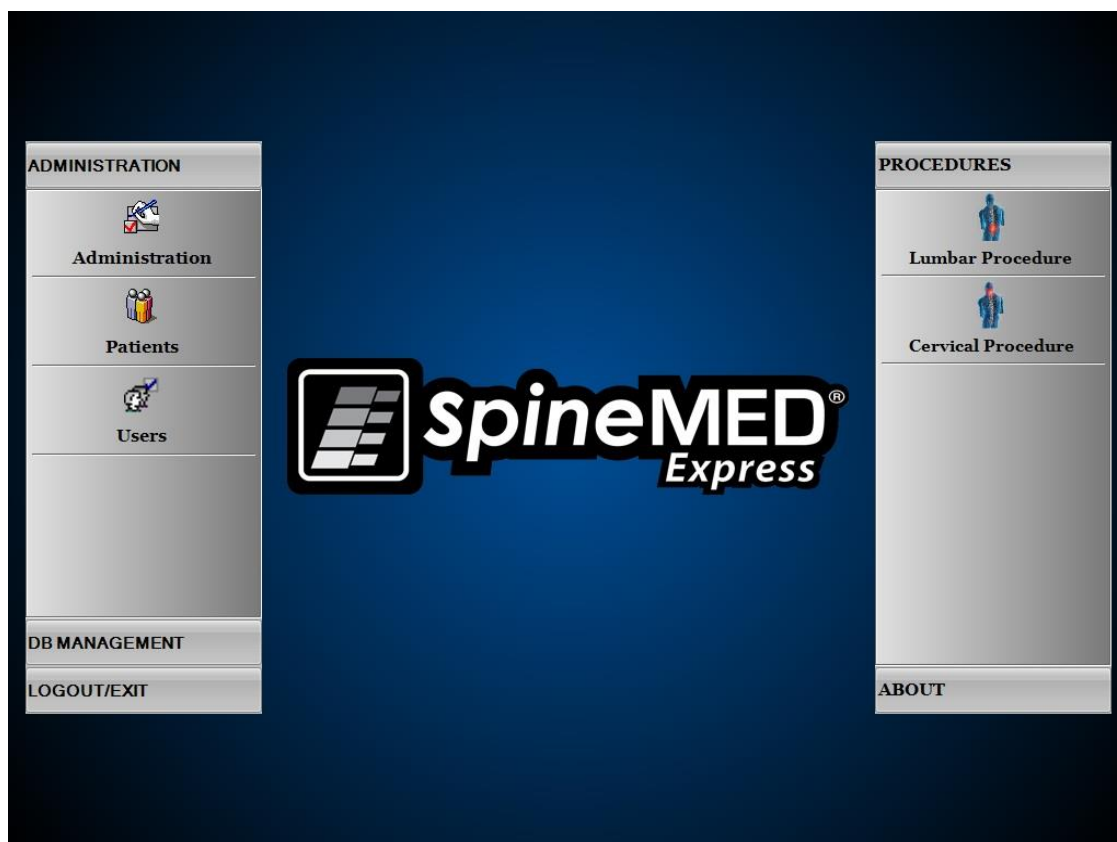 ADMINISTRATION
Administration
Patients
Users
DB MANAGEMENT
LOGOUT/EXIT
SpineMED®
Express
PROCEDURES
Lumbar Procedure
Cervical Procedure
ABOUT